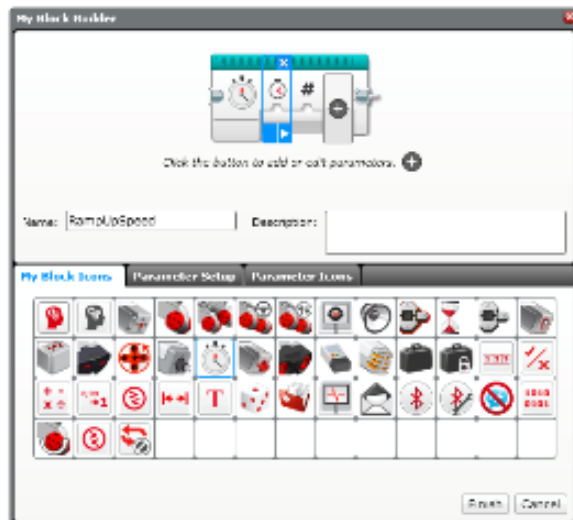 My Block Builder
#
Click the button to add or edit parameters.
Name: RampUpSpeed Description:
My Block Icons Parameter Setup Parameter Icons
T
Finish Cancel